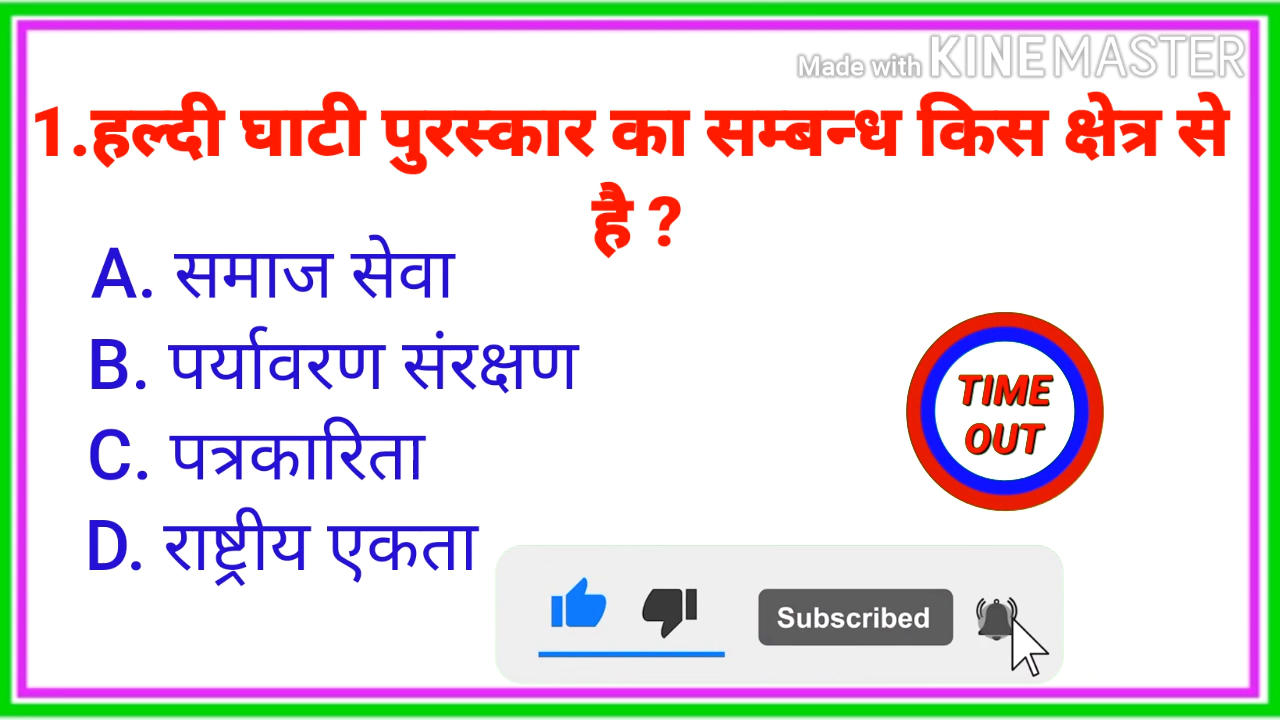 Made with KINEMASTER
1.हल्दी घाटी पुरस्कार का सम्बन्ध किस क्षेत्र से
है ?
A. समाज सेवा
B. पर्यावरण संरक्षण
C. पत्रकारिता
D. राष्ट्रीय एकता
TIME
OUT
Subscribed